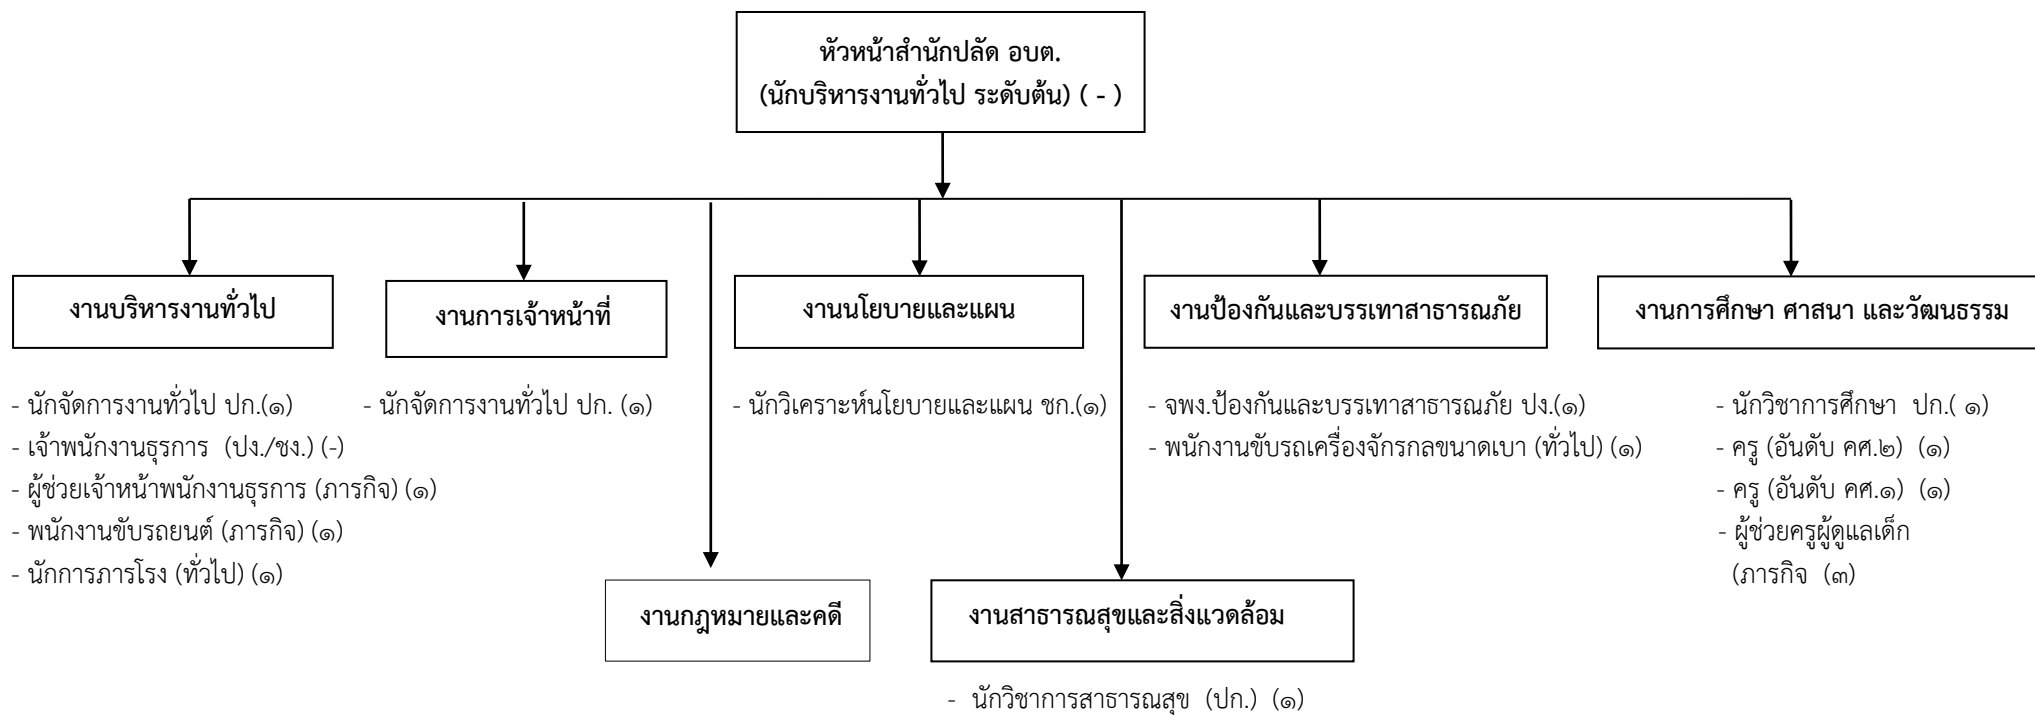 หัวหน้าสำนักปลัด อบต.
(นักบริหารงานทั่วไป ระดับต้น) ( - )
งานบริหารงานทั่วไป
- นักจัดการงานทั่วไป ปก.(๑)
- เจ้าพนักงานธุรการ (ปง./ชง.) (-)
- ผู้ช่วยเจ้าหน้าพนักงานธุรการ (ภารกิจ) (๑)
- พนักงานขับรถยนต์ (ภารกิจ) (๑)
- นักการภารโรง (ทั่วไป) (๑)
งานการเจ้าหน้าที่
- นักจัดการงานทั่วไป ปก. (๑)
งานนโยบายและแผน
- นักวิเคราะห์นโยบายและแผน ชก.(๑)
งานป้องกันและบรรเทาสาธารณภัย
- จพง.ป้องกันและบรรเทาสาธารณภัย ปง.(๑)
- พนักงานขับรถเครื่องจักรกลขนาดเบา (ทั่วไป) (๑)
งานการศึกษา ศาสนา และวัฒนธรรม
- นักวิชาการศึกษา ปก.( ๑)
- ครู (อันดับ คศ.๒) (๑)
- ครู (อันดับ คศ.๑) (๑)
- ผู้ช่วยครูผู้ดูแลเด็ก
(ภารกิจ (๓)
งานกฎหมายและคดี
งานสาธารณสุขและสิ่งแวดล้อม
- นักวิชาการสาธารณสุข (ปก.) (๑)